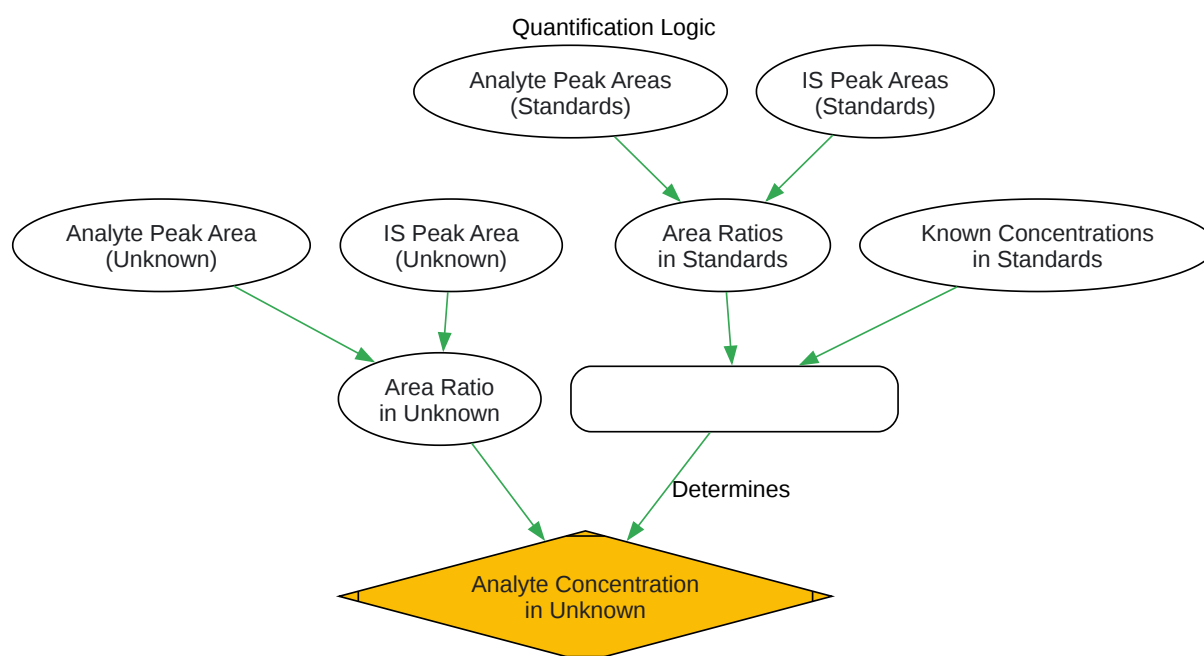 Quantification Logic
Analyte Peak Areas
(Standards)
IS Peak Areas
(Standards)
Analyte Peak Area
(Unknown)
IS Peak Area
(Unknown)
Area Ratios
in Standards
Known Concentrations
in Standards
Area Ratio
in Unknown
Determines
Analyte Concentration
in Unknown